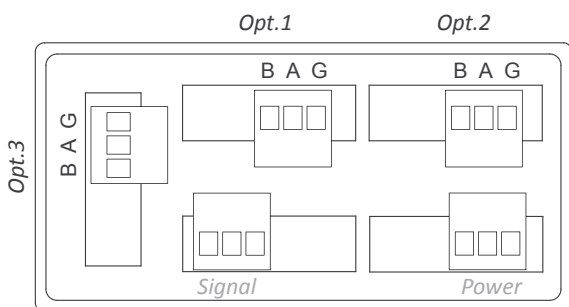 Opt.1 Opt.2
B A G B A G
Opt.3
B A G
Signal Power